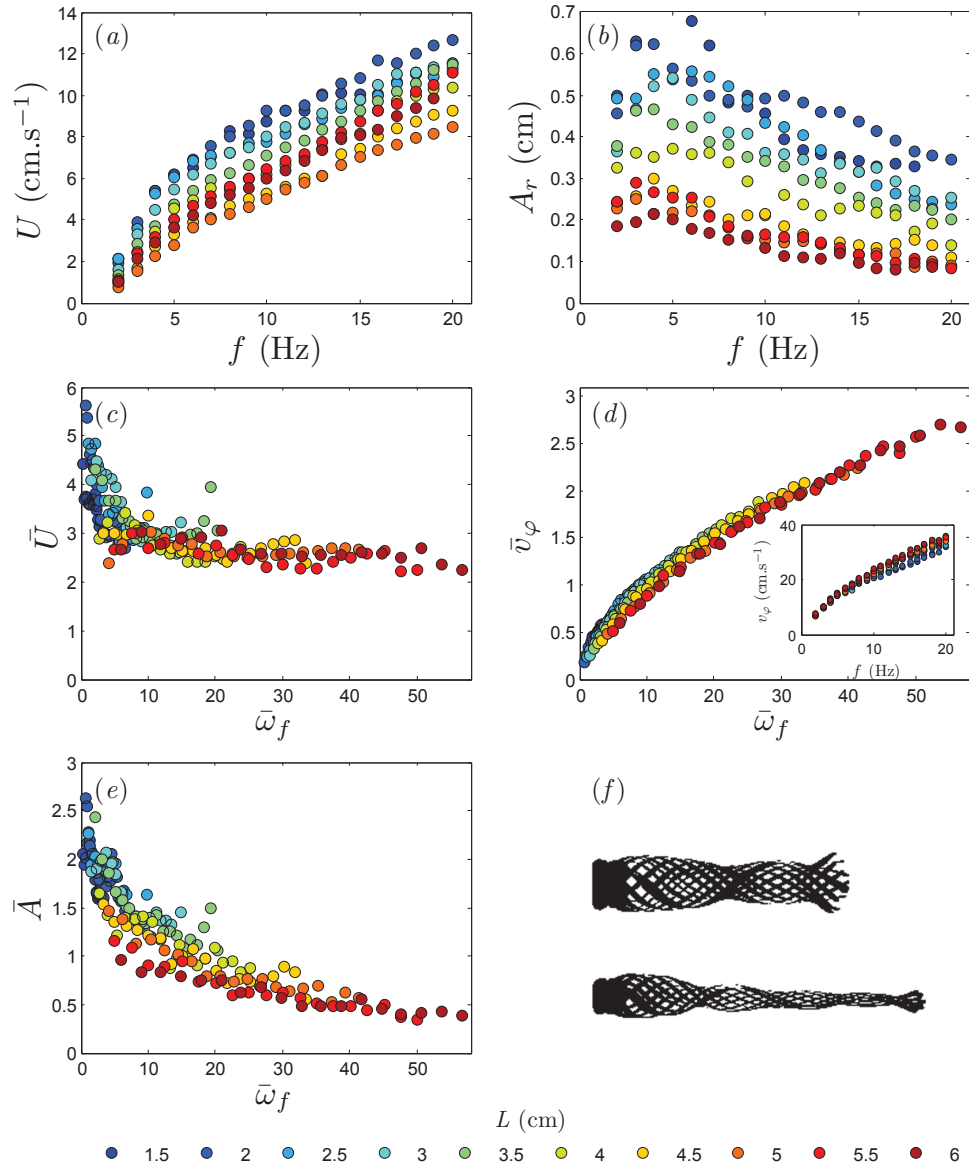 (a)
14
12
10
8
6
4
2
0
0 5 10 15 20
U (cm.s⁻¹)
f (Hz)
(b)
0.7
0.6
0.5
0.4
0.3
0.2
0.1
0
0 5 10 15 20
A_r (cm)
f (Hz)
(c)
6
5
4
3
2
1
0
0 10 20 30 40 50
Ū
ω̄_f
(d)
3
2.5
2
1.5
1
0.5
0
0 10 20 30 40 50
v̄_φ
ω̄_f
40
20
0
0 10 20
v_φ (cm.s⁻¹)
f (Hz)
(e)
3
2.5
2
1.5
1
0.5
0
0 10 20 30 40 50
Ā
ω̄_f
(f)
L (cm)
1.5 2 2.5 3 3.5 4 4.5 5 5.5 6